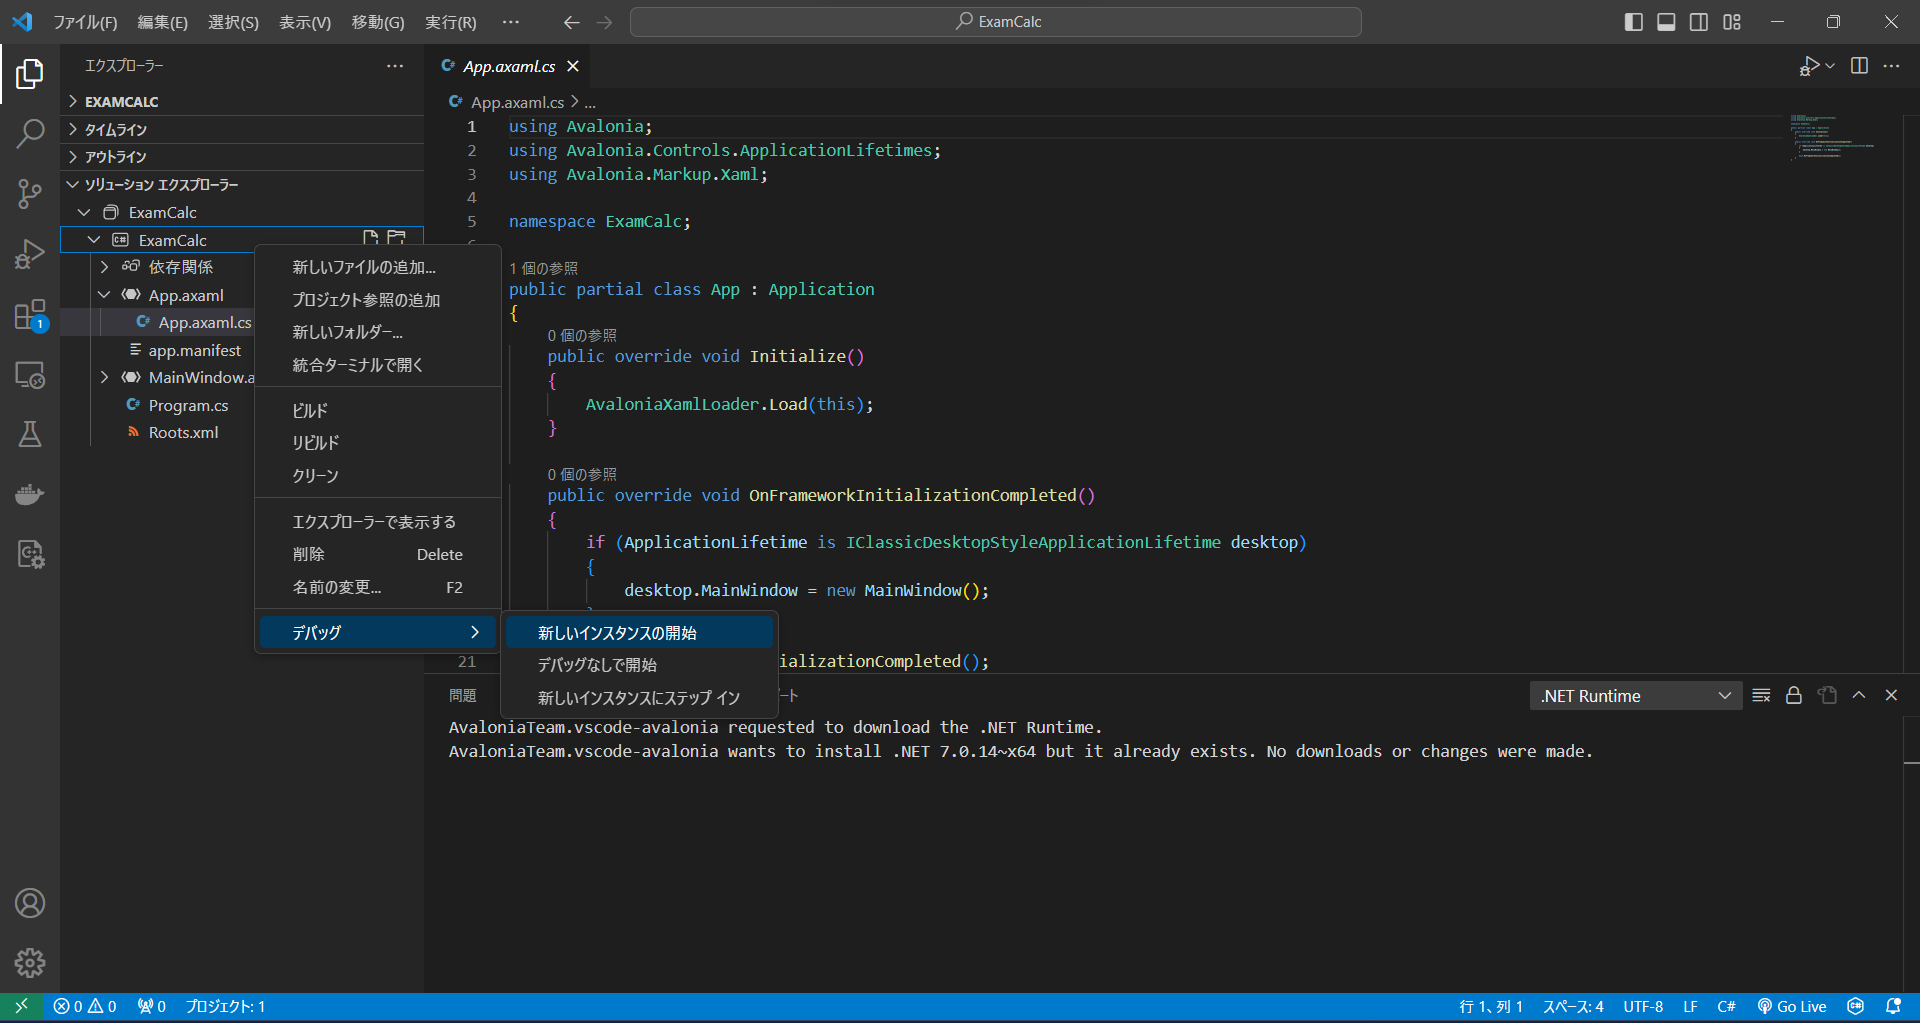 ファイル(F) 編集(E) 選択(S) 表示(V) 移動(G) 実行(R) ··· ExamCalc
エクスプローラー
EXAMCALC
タイムライン
アウトライン
ソリューション エクスプローラー
ExamCalc
ExamCalc
依存関係
App.axaml
App.axaml.cs
app.manifest
MainWindow.a
Program.cs
Roots.xml
新しいファイルの追加...
プロジェクト参照の追加
新しいフォルダー...
統合ターミナルで開く
ビルド
リビルド
クリーン
エクスプローラーで表示する
削除 Delete
名前の変更... F2
デバッグ
新しいインスタンスの開始
デバッグなしで開始
新しいインスタンスにステップ イン
App.axaml.cs
App.axaml.cs > ...
1 using Avalonia;
2 using Avalonia.Controls.ApplicationLifetimes;
3 using Avalonia.Markup.Xaml;
4
5 namespace ExamCalc;
1 個の参照
public partial class App : Application
{
0 個の参照
public override void Initialize()
{
AvaloniaXamlLoader.Load(this);
}
0 個の参照
public override void OnFrameworkInitializationCompleted()
{
if (ApplicationLifetime is IClassicDesktopStyleApplicationLifetime desktop)
{
desktop.MainWindow = new MainWindow();
21 ializationCompleted();
問題 ート .NET Runtime
AvaloniaTeam.vscode-avalonia requested to download the .NET Runtime.
AvaloniaTeam.vscode-avalonia wants to install .NET 7.0.14~x64 but it already exists. No downloads or changes were made.
1
0 0 0 プロジェクト: 1 行 1、列 1 スペース: 4 UTF-8 LF C# Go Live